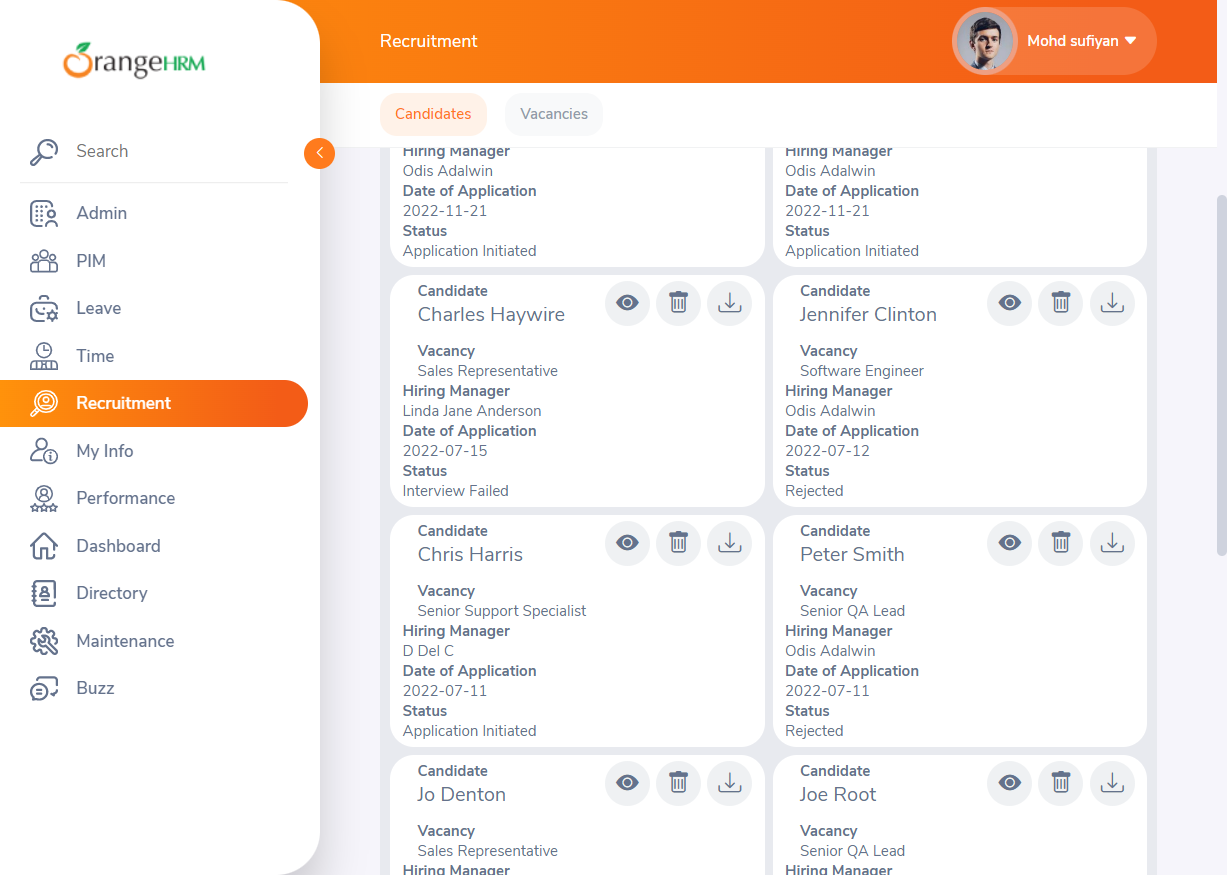 OrangeHRM
Search
Admin
PIM
Leave
Time
Recruitment
My Info
Performance
Dashboard
Directory
Maintenance
Buzz
Recruitment
Mohd sufiyan
Candidates
Vacancies
Hiring Manager
Odis Adalwin
Date of Application
2022-11-21
Status
Application Initiated
Hiring Manager
Odis Adalwin
Date of Application
2022-11-21
Status
Application Initiated
Candidate
Charles Haywire
Vacancy
Sales Representative
Hiring Manager
Linda Jane Anderson
Date of Application
2022-07-15
Status
Interview Failed
Candidate
Jennifer Clinton
Vacancy
Software Engineer
Hiring Manager
Odis Adalwin
Date of Application
2022-07-12
Status
Rejected
Candidate
Chris Harris
Vacancy
Senior Support Specialist
Hiring Manager
D Del C
Date of Application
2022-07-11
Status
Application Initiated
Candidate
Peter Smith
Vacancy
Senior QA Lead
Hiring Manager
Odis Adalwin
Date of Application
2022-07-11
Status
Rejected
Candidate
Jo Denton
Vacancy
Sales Representative
Hiring Manager
Candidate
Joe Root
Vacancy
Senior QA Lead
Hiring Manager